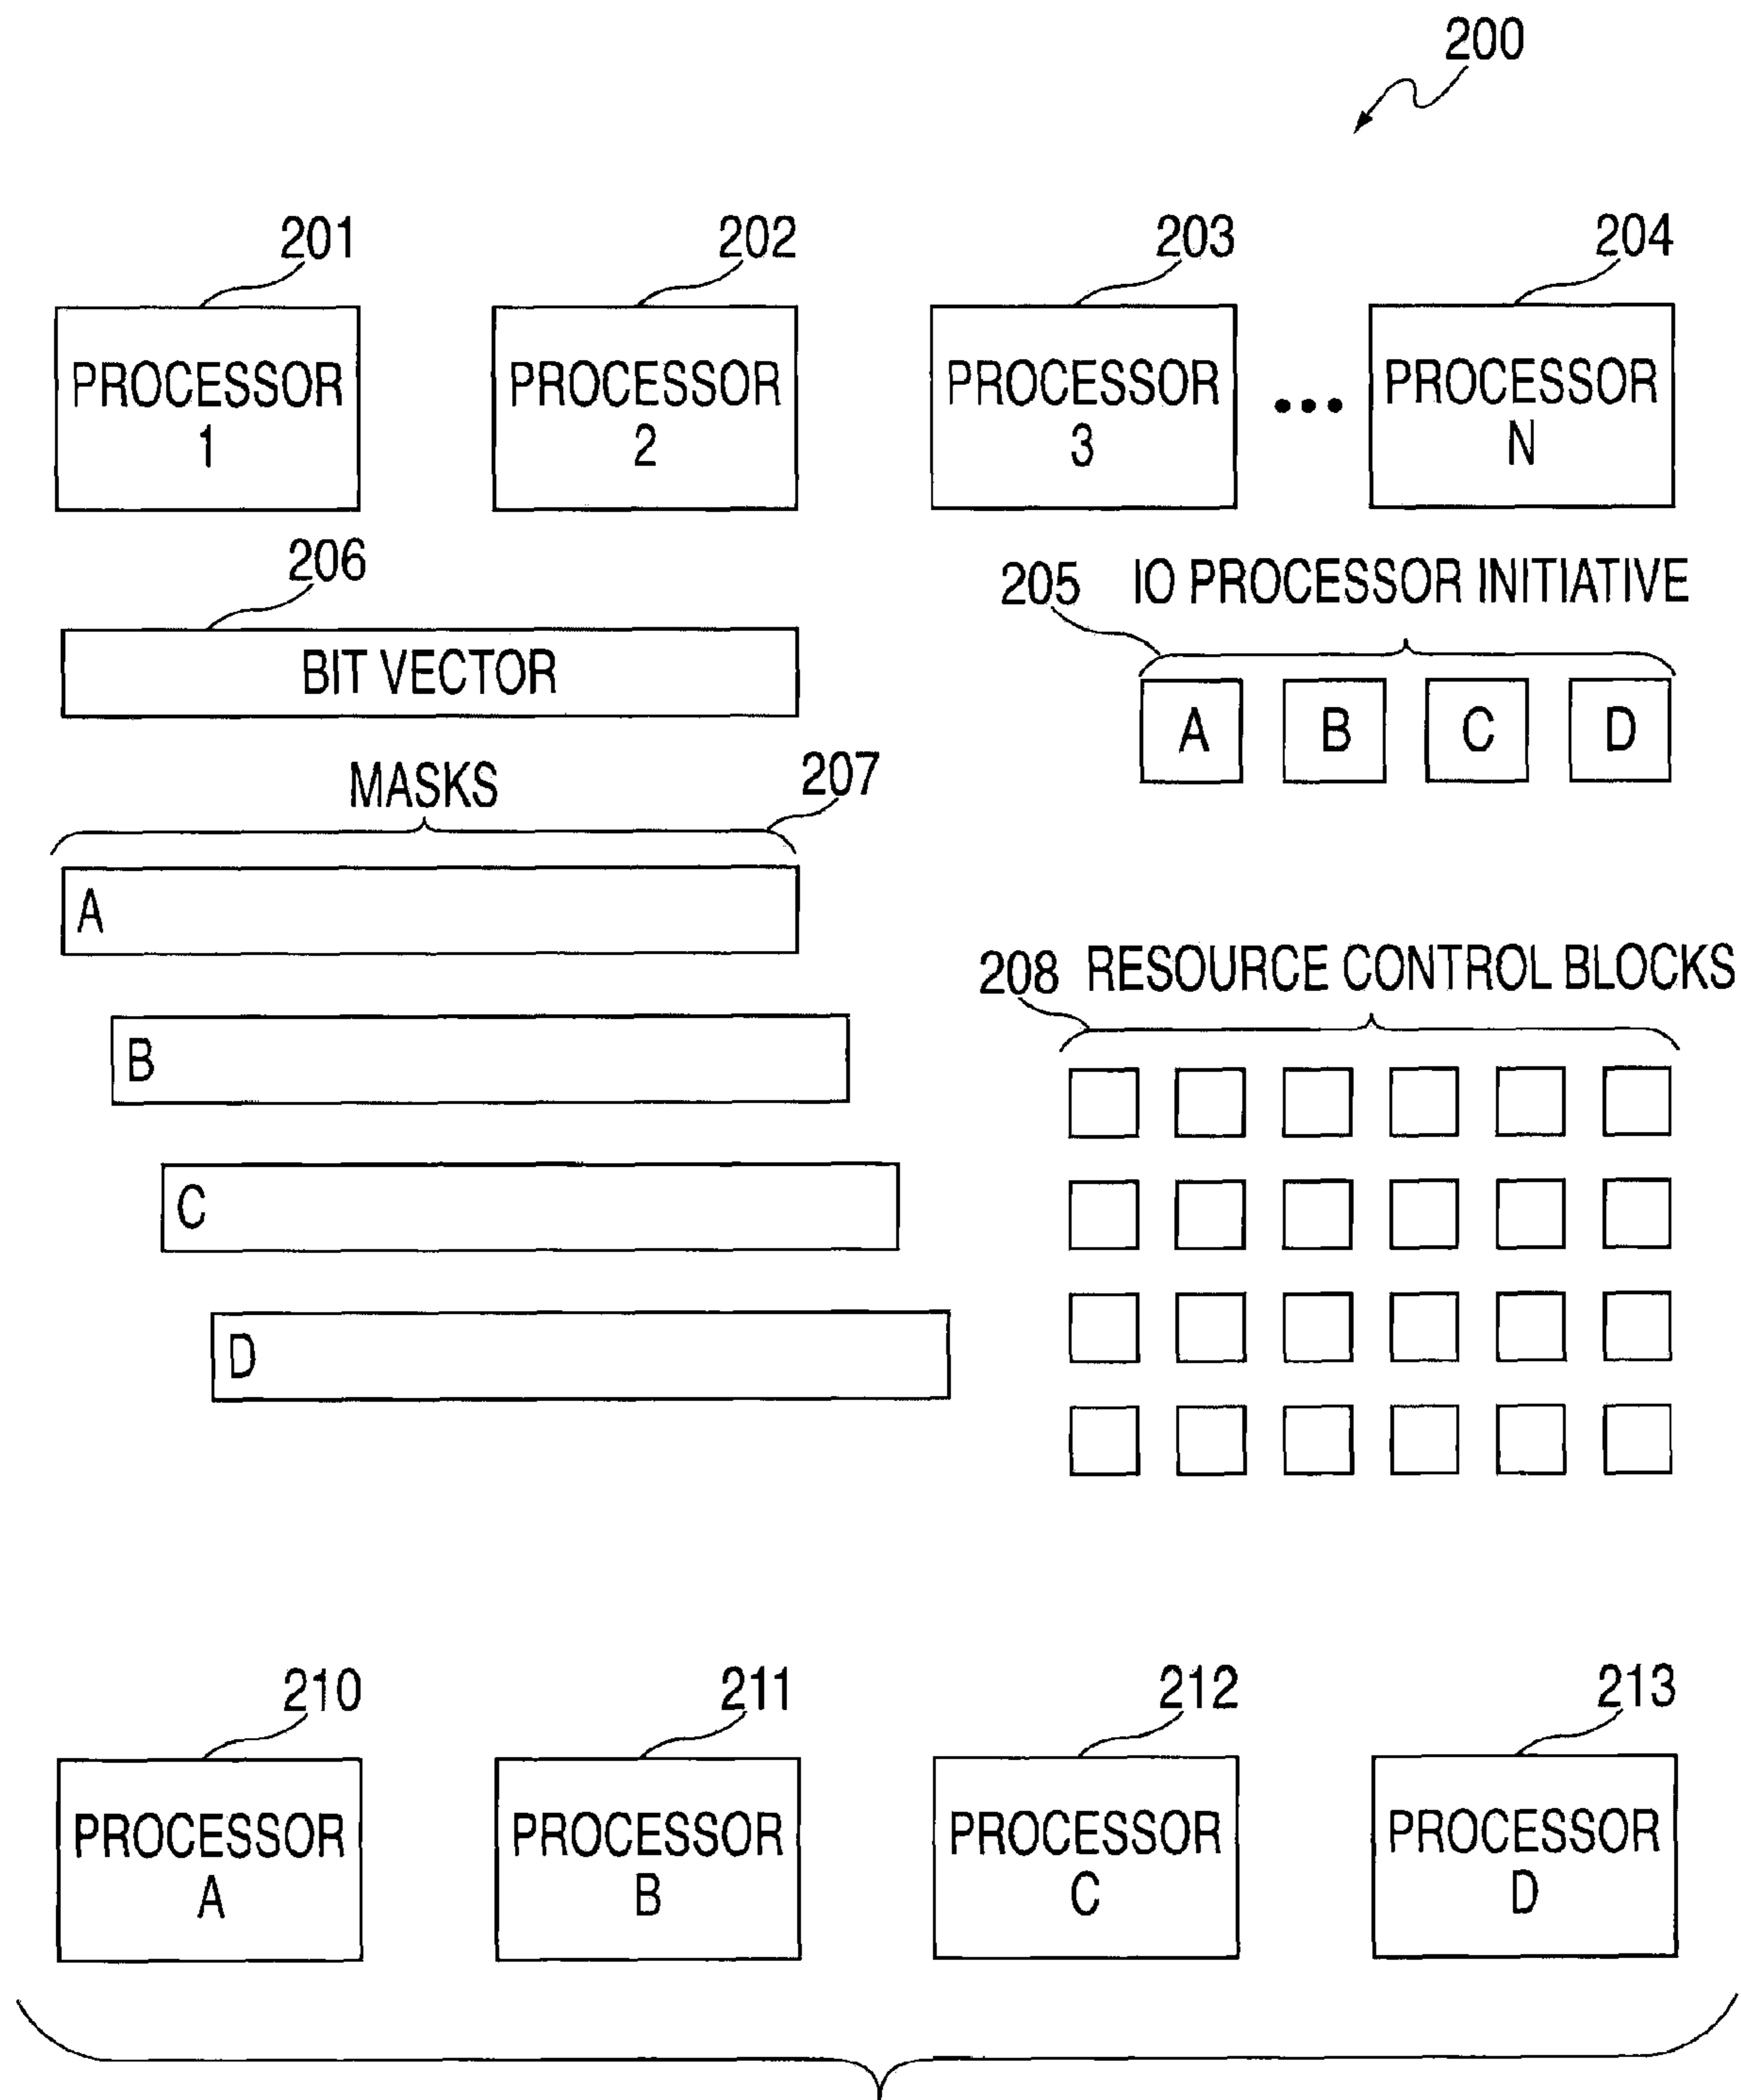 200
201
202
203
204
PROCESSOR
1
PROCESSOR
2
PROCESSOR
3
•••
PROCESSOR
N
206
BIT VECTOR
205
IO PROCESSOR INITIATIVE
A
B
C
D
MASKS
207
A
B
C
D
208
RESOURCE CONTROL BLOCKS
210
211
212
213
PROCESSOR
A
PROCESSOR
B
PROCESSOR
C
PROCESSOR
D